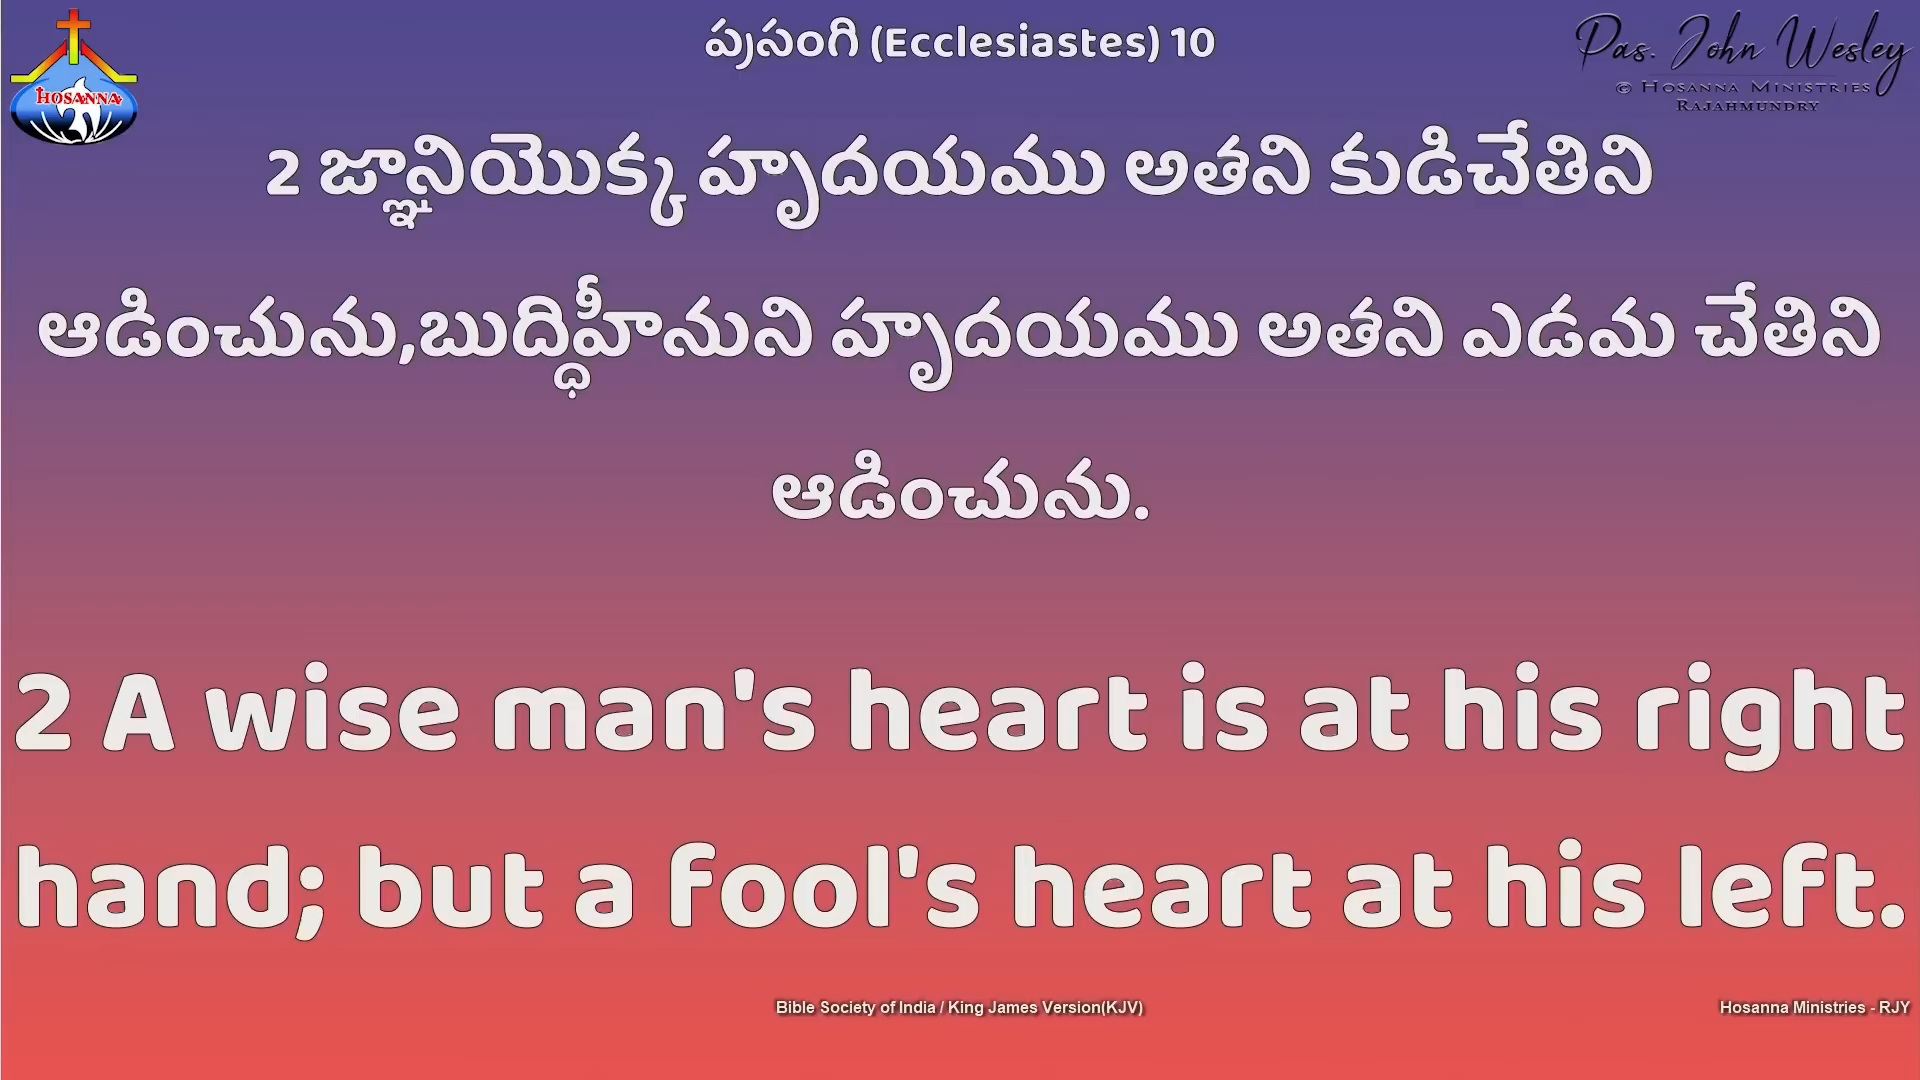 ప్రసంగి (Ecclesiastes) 10
Pas. John Wesley
© Hosanna Ministries
Rajahmundry
HOSANNA
2 జ్ఞానియొక్క హృదయము అతని కుడిచేతిని
ఆడించును,బుద్ధిహీనుని హృదయము అతని ఎడమ చేతిని
ఆడించును.
2 A wise man's heart is at his right
hand; but a fool's heart at his left.
Bible Society of India / King James Version(KJV)
Hosanna Ministries - RJY